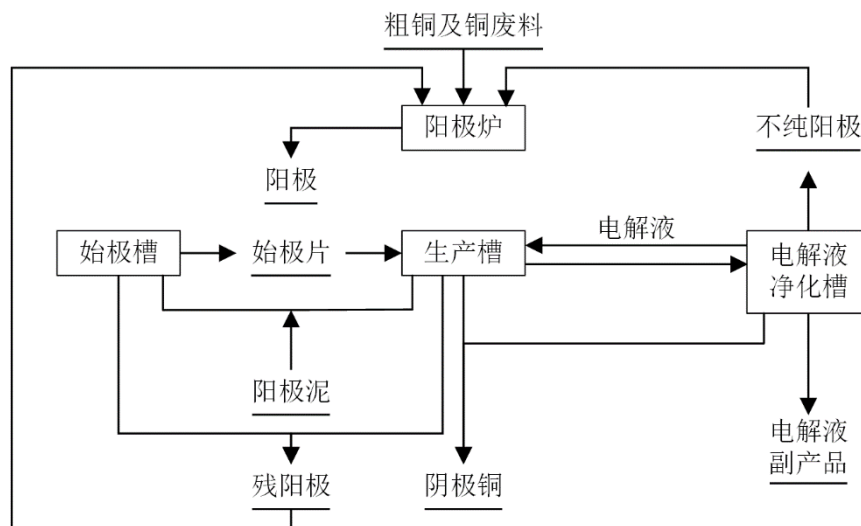 粗铜及铜废料
阳极炉
不纯阳极
阳极
始极槽
始极片
生产槽
电解液
电解液
净化槽
阳极泥
残阳极
阴极铜
电解液
副产品